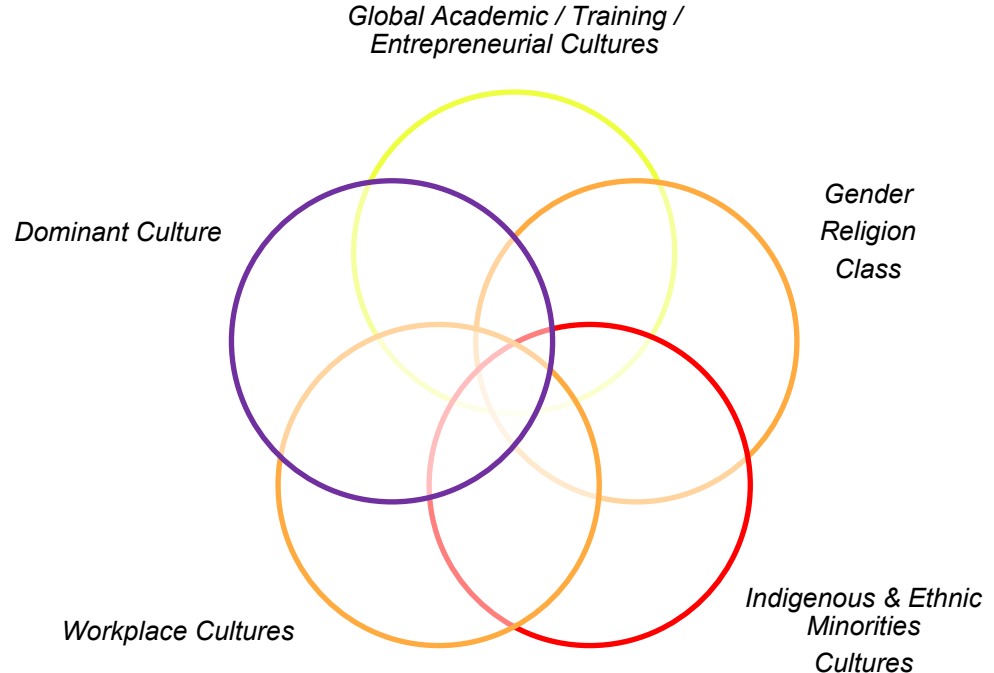 Global Academic / Training /
Entrepreneurial Cultures
Gender
Religion
Class
Dominant Culture
Indigenous & Ethnic
Minorities
Cultures
Workplace Cultures